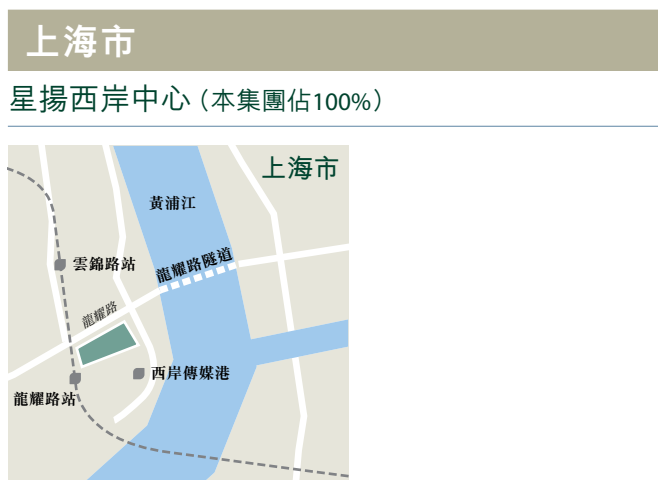 上海市
星揚西岸中心（本集團佔100%）
上海市
黃浦江
龍耀路隧道
雲錦路站
龍耀路
西岸傳媒港
龍耀路站